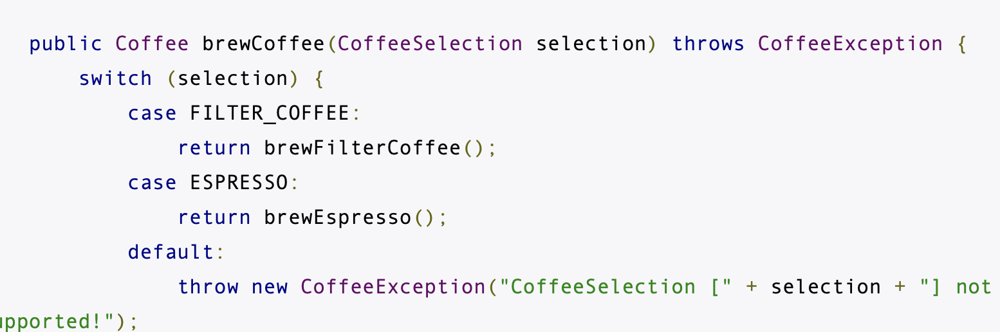 public Coffee brewCoffee(CoffeeSelection selection) throws CoffeeException {
switch (selection) {
case FILTER_COFFEE:
return brewFilterCoffee();
case ESPRESSO:
return brewEspresso();
default:
throw new CoffeeException("CoffeeSelection [" + selection + "] not
upported!");